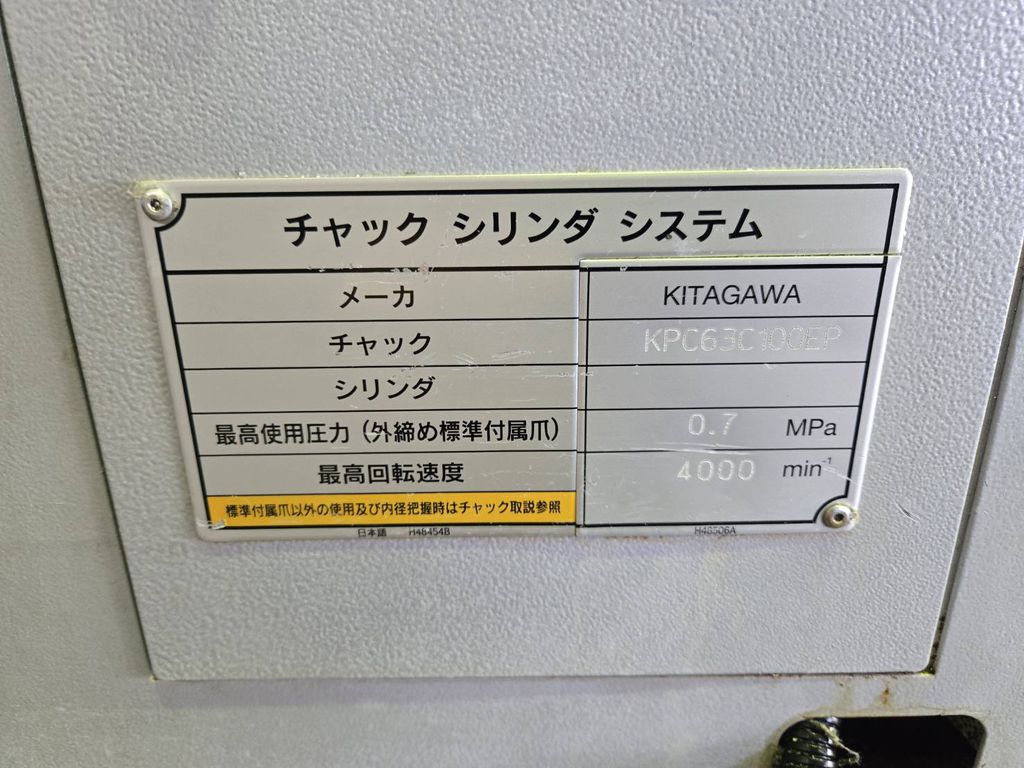 チャック シリンダ システム
メーカ KITAGAWA
チャック KPC63C100EP
シリンダ
最高使用圧力(外締め標準付属爪) 0.7 MPa
最高回転速度 4000 min⁻¹
標準付属爪以外の使用及び内径把握時はチャック取説参照
日本語 H48454B H48506A